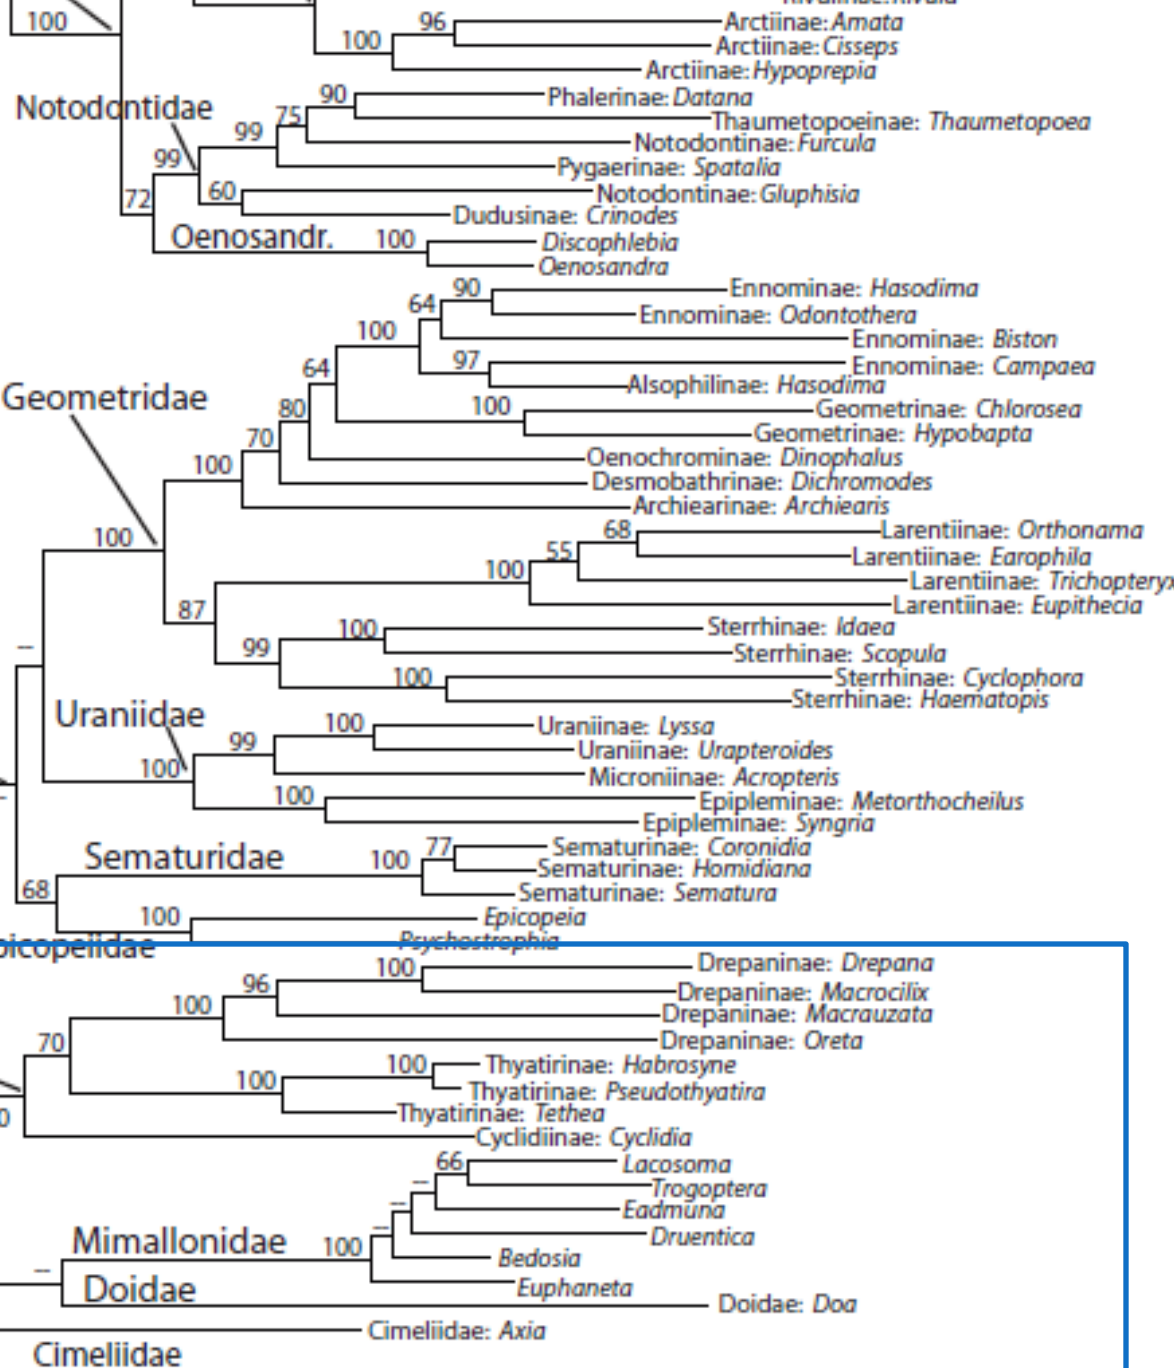 100
96
Arctiinae: Amata
Arctiinae: Cisseps
100
Arctiinae: Hypoprepia
Notodontidae
90
Phalerinae: Datana
75
Thaumetopoeinae: Thaumetopoea
99
Notodontinae: Furcula
99
Pygaerinae: Spatalia
72
60
Notodontinae: Gluphisia
Dudusinae: Crinodes
Oenosandr.
100
Discophlebia
Oenosandra
90
Ennominae: Hasodima
64
Ennominae: Odontothera
100
Ennominae: Biston
97
Ennominae: Campaea
64
Alsophilinae: Hasodima
Geometridae
80
100
Geometrinae: Chlorosea
70
Geometrinae: Hypobapta
100
Oenochrominae: Dinophalus
Desmobathrinae: Dichromodes
Archiearinae: Archiearis
100
68
Larentiinae: Orthonama
55
Larentiinae: Earophila
100
Larentiinae: Trichopteryx
87
Larentiinae: Eupithecia
100
Sterrhinae: Idaea
--
99
Sterrhinae: Scopula
100
Sterrhinae: Cyclophora
Sterrhinae: Haematopis
Uraniidae
100
Uraniinae: Lyssa
99
Uraniinae: Urapteroides
100
Microniinae: Acropteris
100
Epipleminae: Metorthocheilus
Epipleminae: Syngria
Sematuridae
100
77
Sematurinae: Coronidia
Sematurinae: Homidiana
68
Sematurinae: Sematura
100
Epicopeia
picopeiidae
Psychostrophia
100
Drepaninae: Drepana
96
Drepaninae: Macrocilix
100
Drepaninae: Macrauzata
70
Drepaninae: Oreta
100
Thyatirinae: Habrosyne
100
Thyatirinae: Pseudothyatira
0
Thyatirinae: Tethea
Cyclidiinae: Cyclidia
66
Lacosoma
--
Trogoptera
--
Eadmuna
--
Druentica
Mimallonidae
100
Bedosia
--
Doidae
Euphaneta
Doidae: Doa
Cimeliidae: Axia
Cimeliidae